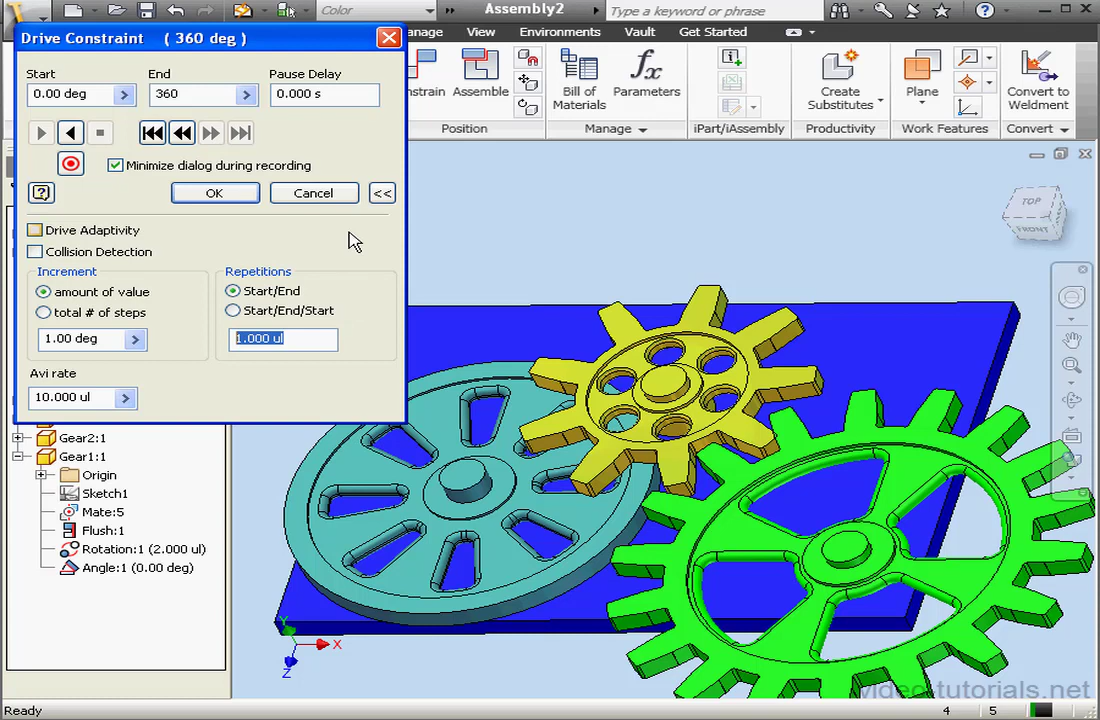 Color
Assembly2
Type a keyword or phrase
Drive Constraint ( 360 deg )
anage View Environments Vault Get Started
Start End Pause Delay
0.00 deg 360 0.000 s
Minimize dialog during recording
OK Cancel <<
Drive Adaptivity
Collision Detection
Increment
amount of value
total # of steps
1.00 deg
Repetitions
Start/End
Start/End/Start
1.000 ul
Avi rate
10.000 ul
nstrain Assemble
Position
Bill of
Materials
fx
Parameters
Manage
iPart/iAssembly
Create
Substitutes
Productivity
Plane
Work Features
Convert to
Weldment
Convert
TOP
FRONT
Gear2:1
Gear1:1
Origin
Sketch1
Mate:5
Flush:1
Rotation:1 (2.000 ul)
Angle:1 (0.00 deg)
Y
X
Z
video-tutorials.net
Ready
4 5